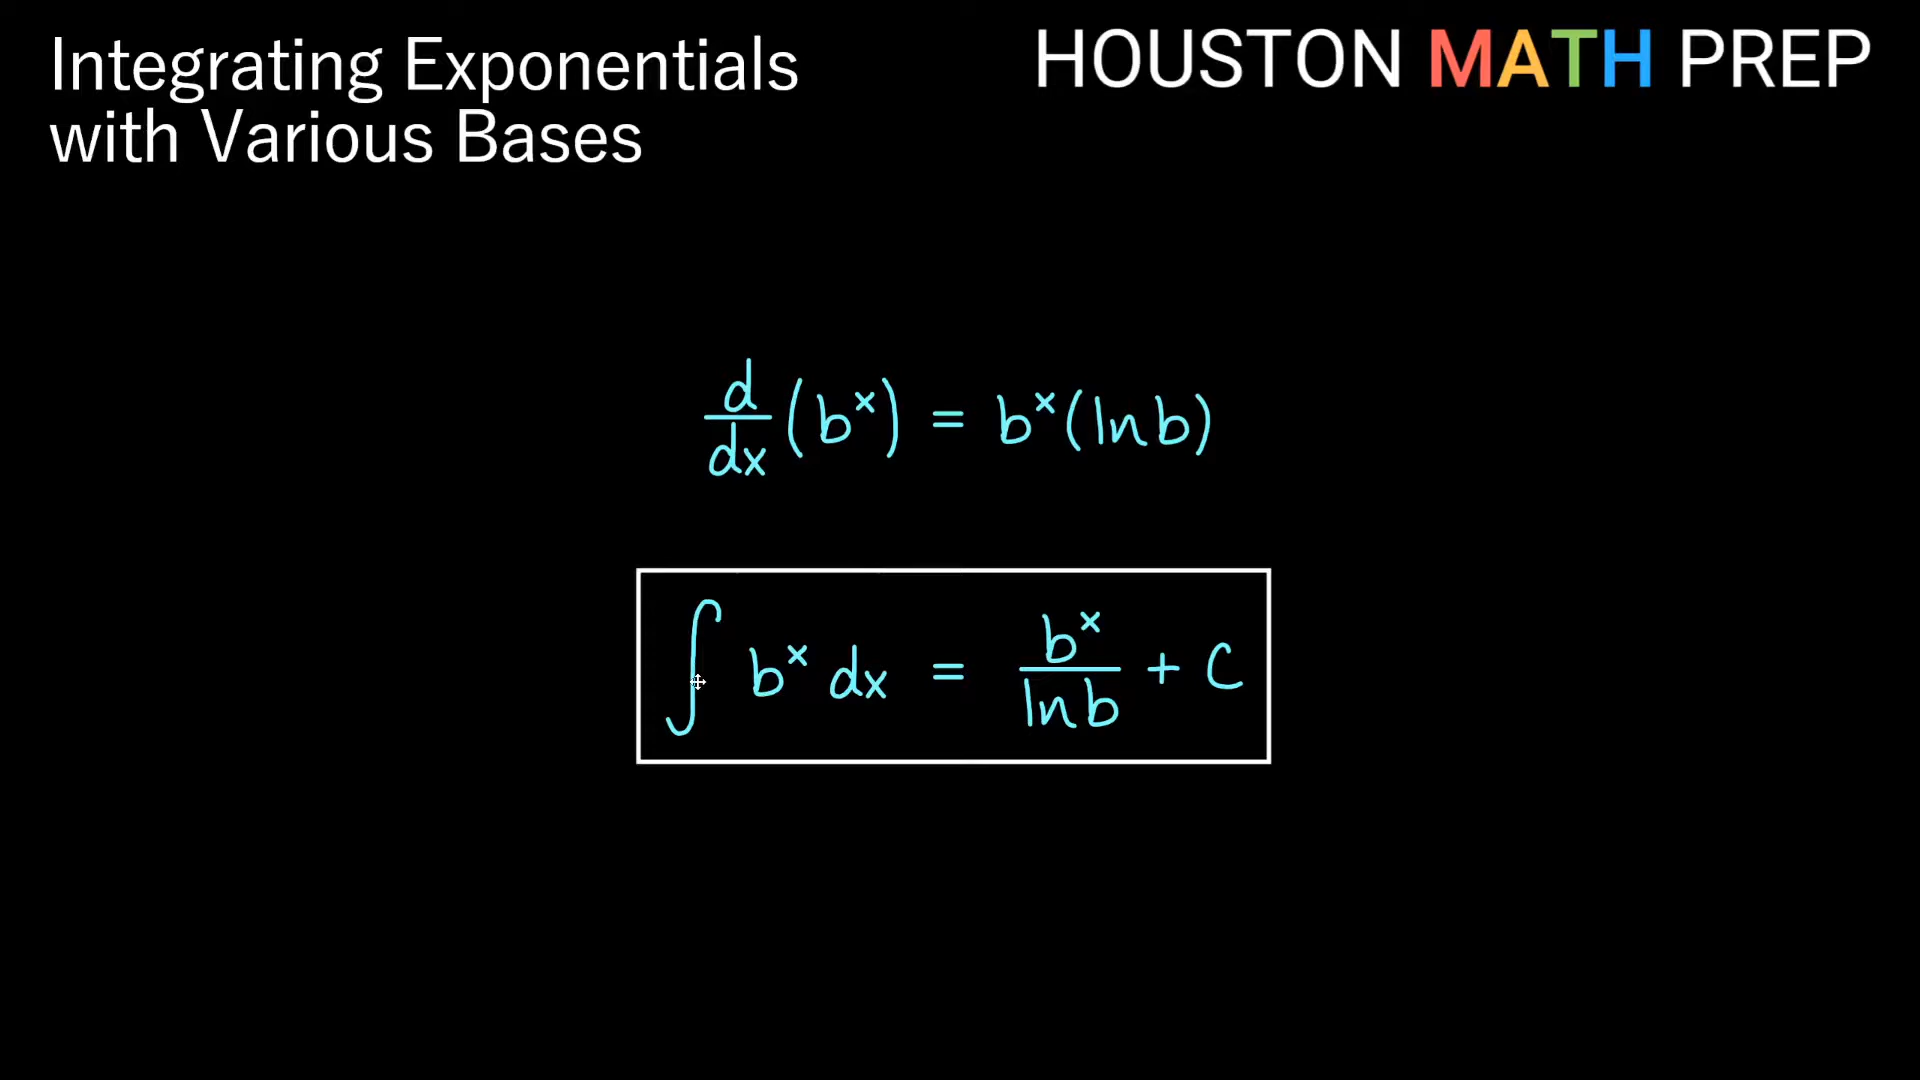 Integrating Exponentials
with Various Bases
HOUSTON MATH PREP
d/dx (b^x) = b^x (ln b)
∫ b^x dx = b^x / ln b + C